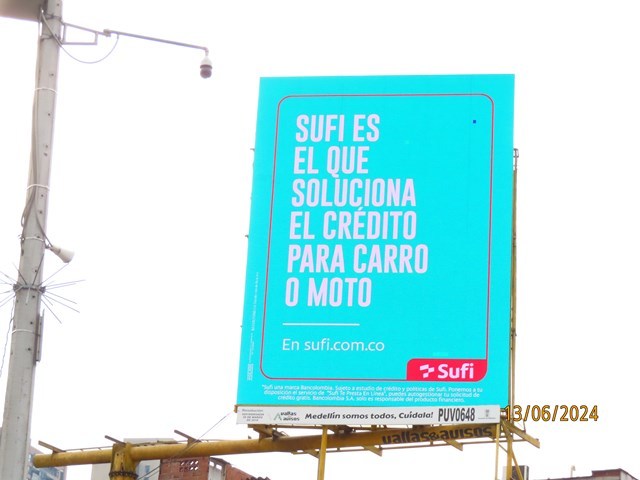 SUFI ES
EL QUE
SOLUCIONA
EL CRÉDITO
PARA CARRO
O MOTO
En sufi.com.co
Sufi
*Sufi una marca Bancolombia. Sujeto a estudio de crédito y políticas de Sufi. Ponemos a tu
disposición el servicio de "Sufi Te Presta En Línea", puedes autogestionar tu solicitud de
crédito gratis. Bancolombia S.A. solo es responsable del producto financiero.
Vallas & Avisos
Medellín somos todos, Cuídala!
PUV0648
13/06/2024
Vallas & Avisos